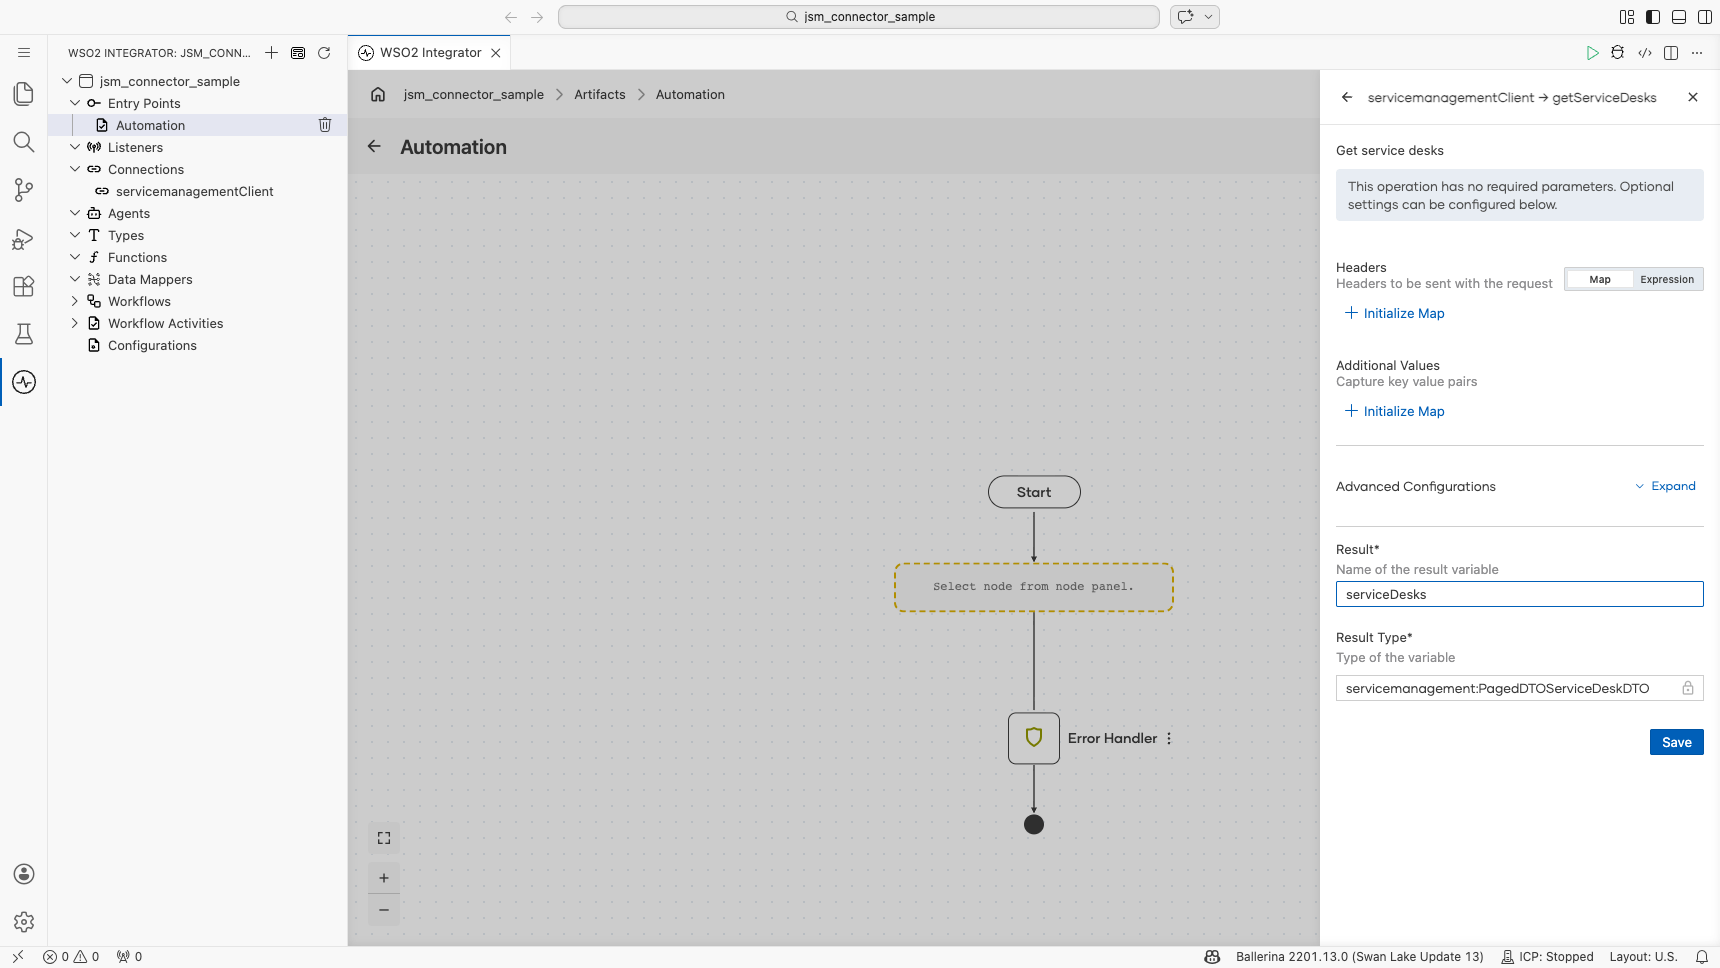 jsm_connector_sample
WSO2 INTEGRATOR: JSM_CONN...
jsm_connector_sample
Entry Points
Automation
Listeners
Connections
servicemanagementClient
Agents
Types
Functions
Data Mappers
Workflows
Workflow Activities
Configurations
WSO2 Integrator
jsm_connector_sample
Artifacts
Automation
Automation
Start
Select node from node panel.
Error Handler
servicemanagementClient → getServiceDesks
Get service desks
This operation has no required parameters. Optional
settings can be configured below.
Headers
Headers to be sent with the request
Map
Expression
Initialize Map
Additional Values
Capture key value pairs
Initialize Map
Advanced Configurations
Expand
Result*
Name of the result variable
serviceDesks
Result Type*
Type of the variable
servicemanagement:PagedDTOServiceDeskDTO
Save
0 0 0
Ballerina 2201.13.0 (Swan Lake Update 13)
ICP: Stopped
Layout: U.S.